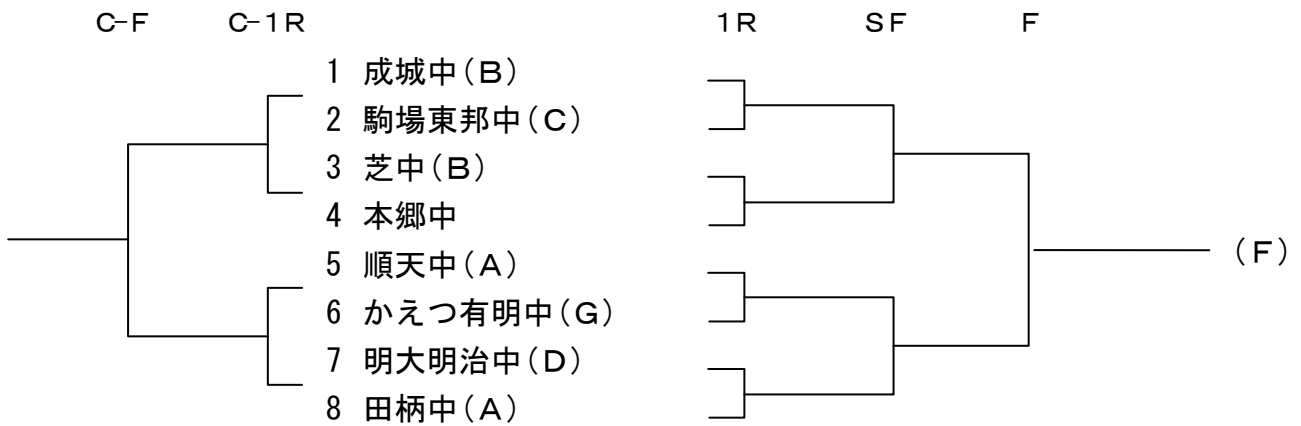 C-F C-1R 1R SF F
1 成城中(B)
2 駒場東邦中(C)
3 芝中(B)
4 本郷中
5 順天中(A)
(F)
6 かえつ有明中(G)
7 明大明治中(D)
8 田柄中(A)